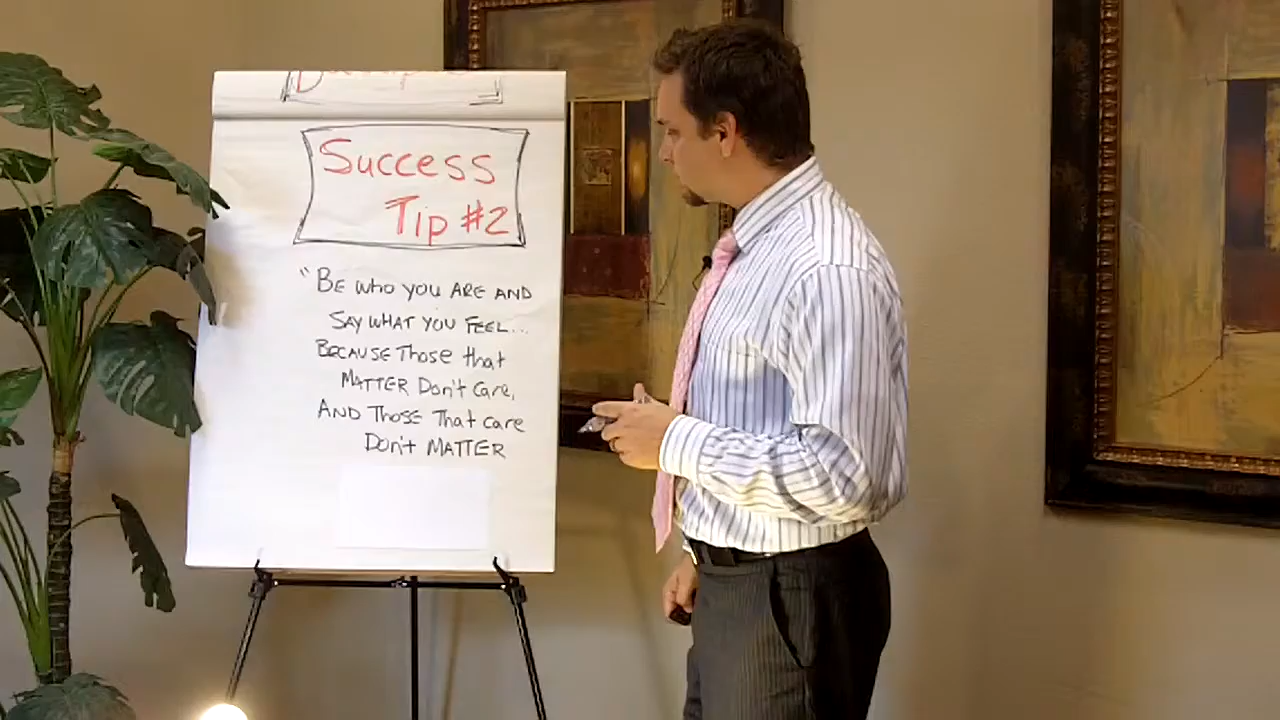 Success
Tip #2
"BE WHO YOU ARE AND
SAY WHAT YOU FEEL...
BECAUSE Those that
MATTER Don't Care,
AND Those That care
Don't MATTER